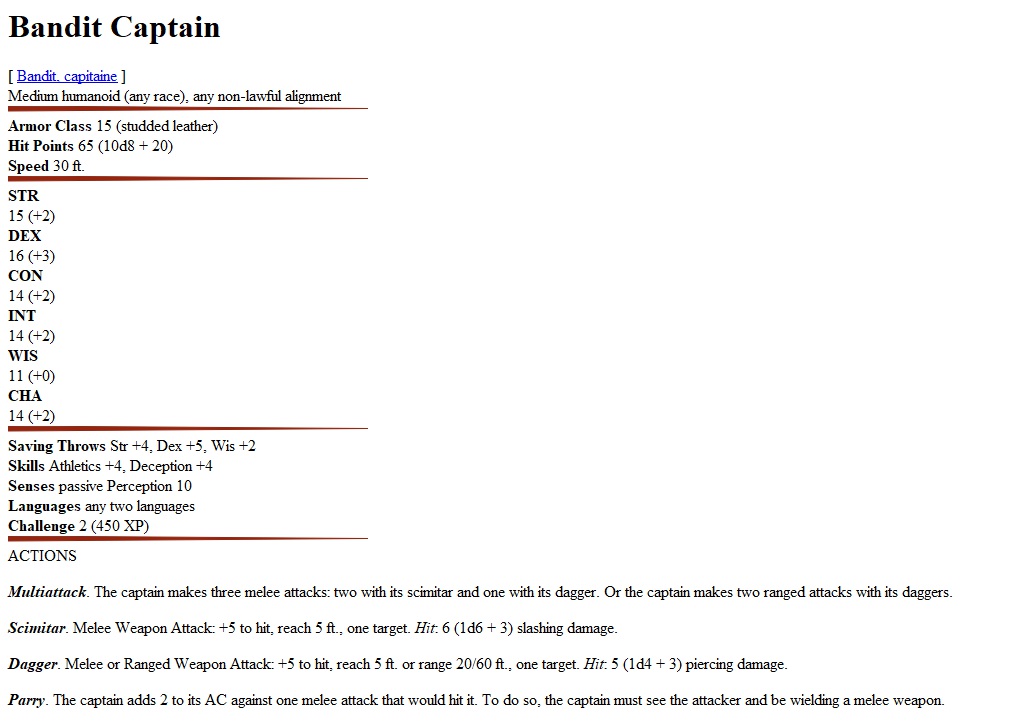 Bandit Captain
[ Bandit, capitaine ]
Medium humanoid (any race), any non-lawful alignment
Armor Class 15 (studded leather)
Hit Points 65 (10d8 + 20)
Speed 30 ft.
STR
15 (+2)
DEX
16 (+3)
CON
14 (+2)
INT
14 (+2)
WIS
11 (+0)
CHA
14 (+2)
Saving Throws Str +4, Dex +5, Wis +2
Skills Athletics +4, Deception +4
Senses passive Perception 10
Languages any two languages
Challenge 2 (450 XP)
ACTIONS
Multiattack. The captain makes three melee attacks: two with its scimitar and one with its dagger. Or the captain makes two ranged attacks with its daggers.
Scimitar. Melee Weapon Attack: +5 to hit, reach 5 ft., one target. Hit: 6 (1d6 + 3) slashing damage.
Dagger. Melee or Ranged Weapon Attack: +5 to hit, reach 5 ft. or range 20/60 ft., one target. Hit: 5 (1d4 + 3) piercing damage.
Parry. The captain adds 2 to its AC against one melee attack that would hit it. To do so, the captain must see the attacker and be wielding a melee weapon.